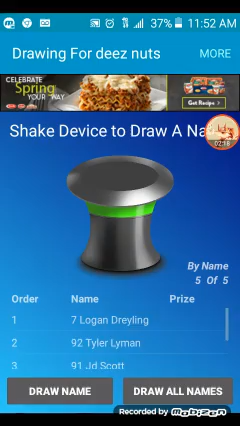 37% 11:52 AM
Drawing For deez nuts MORE
CELEBRATE
Spring
YOUR WAY
Get Recipe >
Shake Device to Draw A Na
02:18
By Name
5 Of 5
Order Name Prize
1 7 Logan Dreyling
2 92 Tyler Lyman
3 91 Jd Scott
DRAW NAME DRAW ALL NAMES
Recorded by mobizen